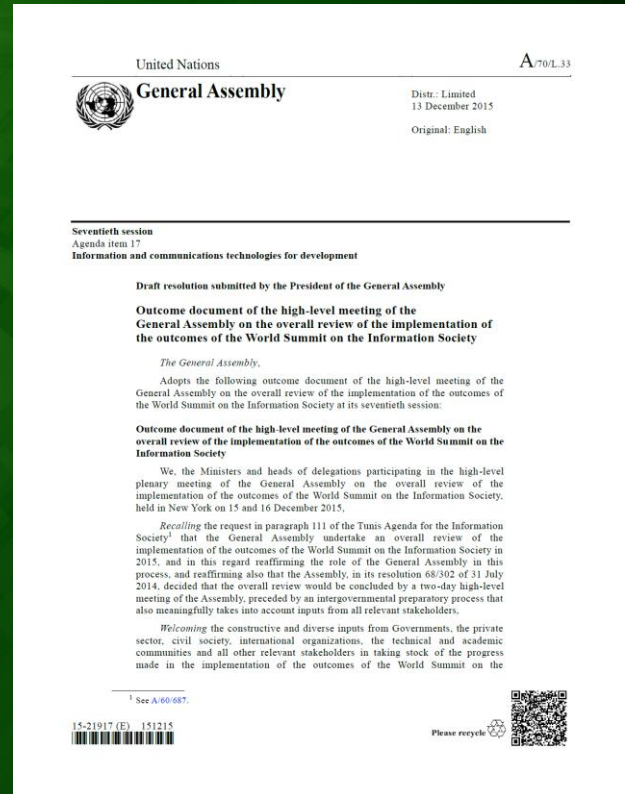 United Nations
A/70/L.33
General Assembly
Distr.: Limited
13 December 2015
Original: English
Seventieth session
Agenda item 17
Information and communications technologies for development
Draft resolution submitted by the President of the General Assembly
Outcome document of the high-level meeting of the
General Assembly on the overall review of the implementation of
the outcomes of the World Summit on the Information Society
The General Assembly,
Adopts the following outcome document of the high-level meeting of the
General Assembly on the overall review of the implementation of the outcomes of
the World Summit on the Information Society at its seventieth session:
Outcome document of the high-level meeting of the General Assembly on the
overall review of the implementation of the outcomes of the World Summit on the
Information Society
We, the Ministers and heads of delegations participating in the high-level
plenary meeting of the General Assembly on the overall review of the
implementation of the outcomes of the World Summit on the Information Society,
held in New York on 15 and 16 December 2015,
Recalling the request in paragraph 111 of the Tunis Agenda for the Information
Society1 that the General Assembly undertake an overall review of the
implementation of the outcomes of the World Summit on the Information Society in
2015, and in this regard reaffirming the role of the General Assembly in this
process, and reaffirming also that the Assembly, in its resolution 68/302 of 31 July
2014, decided that the overall review would be concluded by a two-day high-level
meeting of the Assembly, preceded by an intergovernmental preparatory process that
also meaningfully takes into account inputs from all relevant stakeholders,
Welcoming the constructive and diverse inputs from Governments, the private
sector, civil society, international organizations, the technical and academic
communities and all other relevant stakeholders in taking stock of the progress
made in the implementation of the outcomes of the World Summit on the
1 See A/60/687.
15-21917 (E) 151215
Please recycle